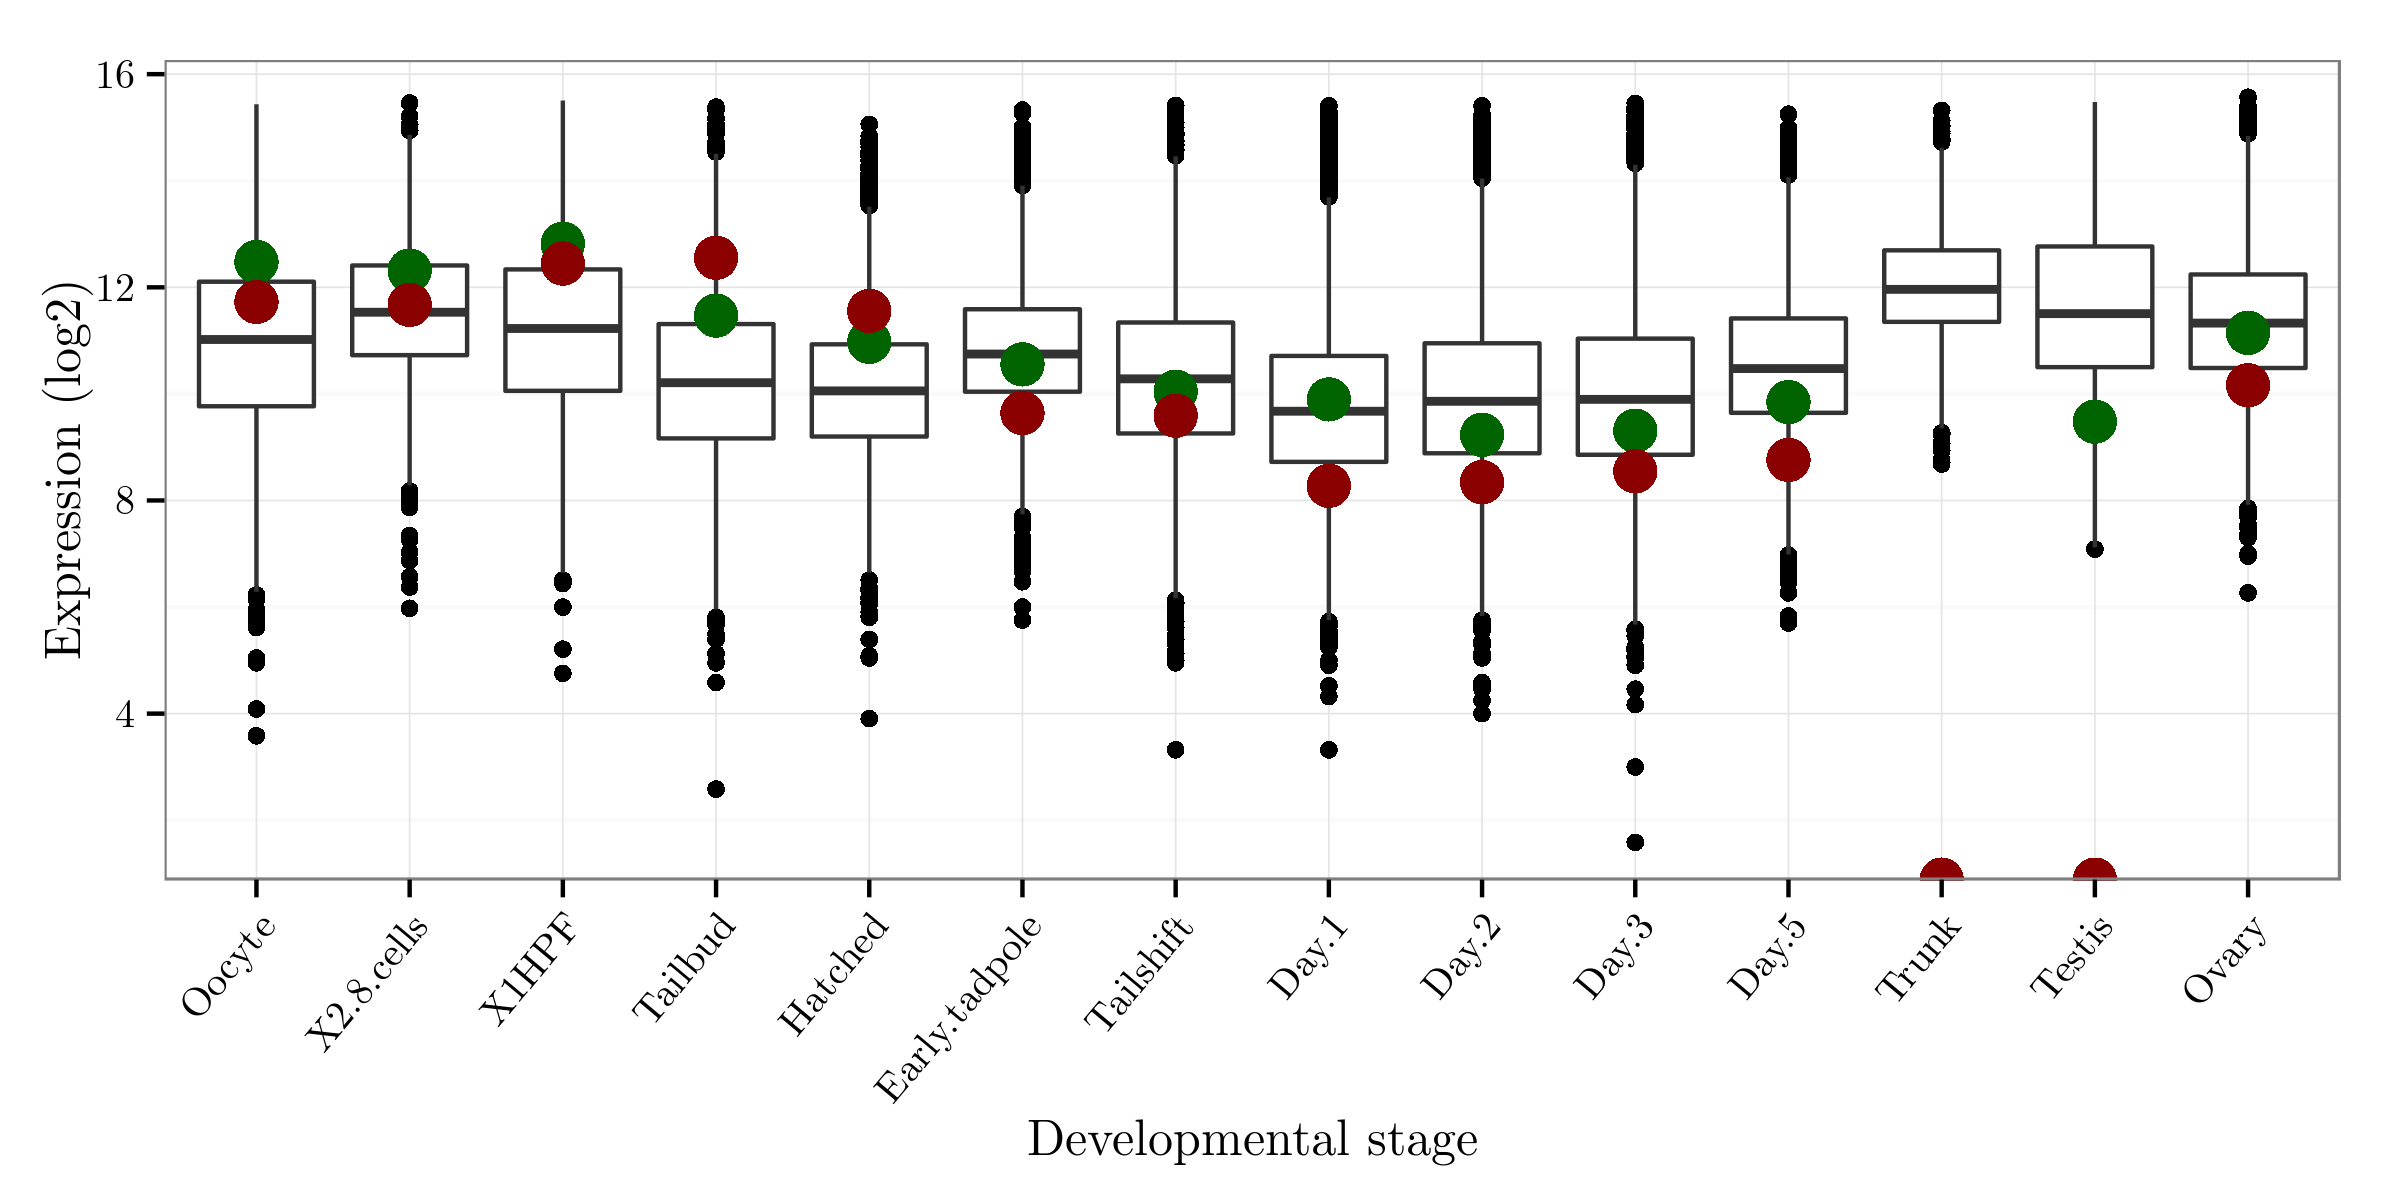 Expression (log2)
16
12
8
4
Oocyte
X2.8.cells
X1HPF
Tailbud
Hatched
Early.tadpole
Tailshift
Day.1
Day.2
Day.3
Day.5
Trunk
Testis
Ovary
Developmental stage